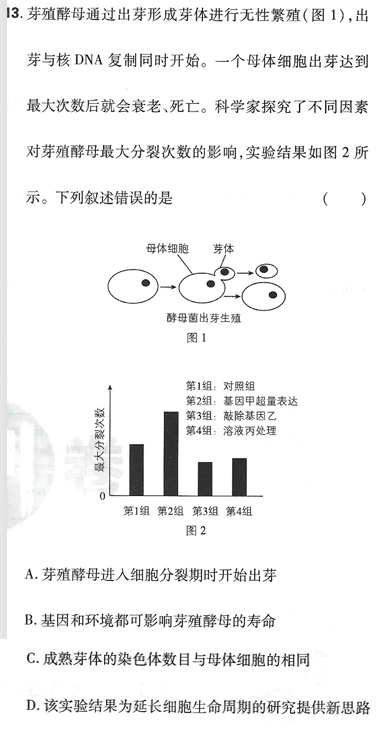 13. 芽殖酵母通过出芽形成芽体进行无性繁殖(图 1),出
芽与核 DNA 复制同时开始。一个母体细胞出芽达到
最大次数后就会衰老、死亡。科学家探究了不同因素
对芽殖酵母最大分裂次数的影响,实验结果如图 2 所
示。下列叙述错误的是 ( )
母体细胞 芽体
酵母菌出芽生殖
图 1
最大分裂次数
第1组：对照组
第2组：基因甲超量表达
第3组：敲除基因乙
第4组：溶液丙处理
0
第1组 第2组 第3组 第4组
图 2
A. 芽殖酵母进入细胞分裂期时开始出芽
B. 基因和环境都可影响芽殖酵母的寿命
C. 成熟芽体的染色体数目与母体细胞的相同
D. 该实验结果为延长细胞生命周期的研究提供新思路